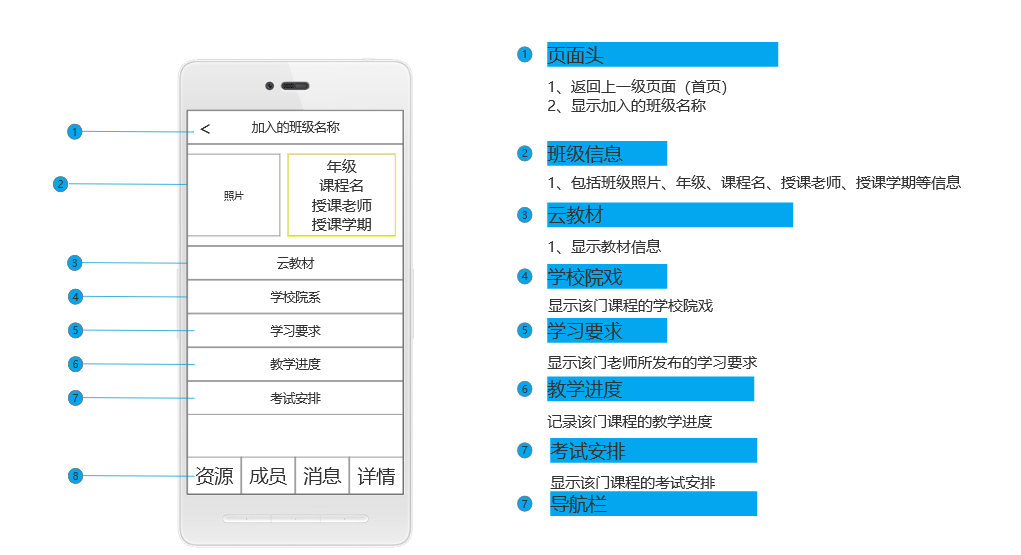 1
<
加入的班级名称
2
照片
年级
课程名
授课老师
授课学期
3
云教材
4
学校院系
5
学习要求
6
教学进度
7
考试安排
8
资源 成员 消息 详情
1 页面头
1、返回上一级页面（首页）
2、显示加入的班级名称
2 班级信息
1、包括班级照片、年级、课程名、授课老师、授课学期等信息
3 云教材
1、显示教材信息
4 学校院戏
显示该门课程的学校院戏
5 学习要求
显示该门老师所发布的学习要求
6 教学进度
记录该门课程的教学进度
7 考试安排
显示该门课程的考试安排
7 导航栏